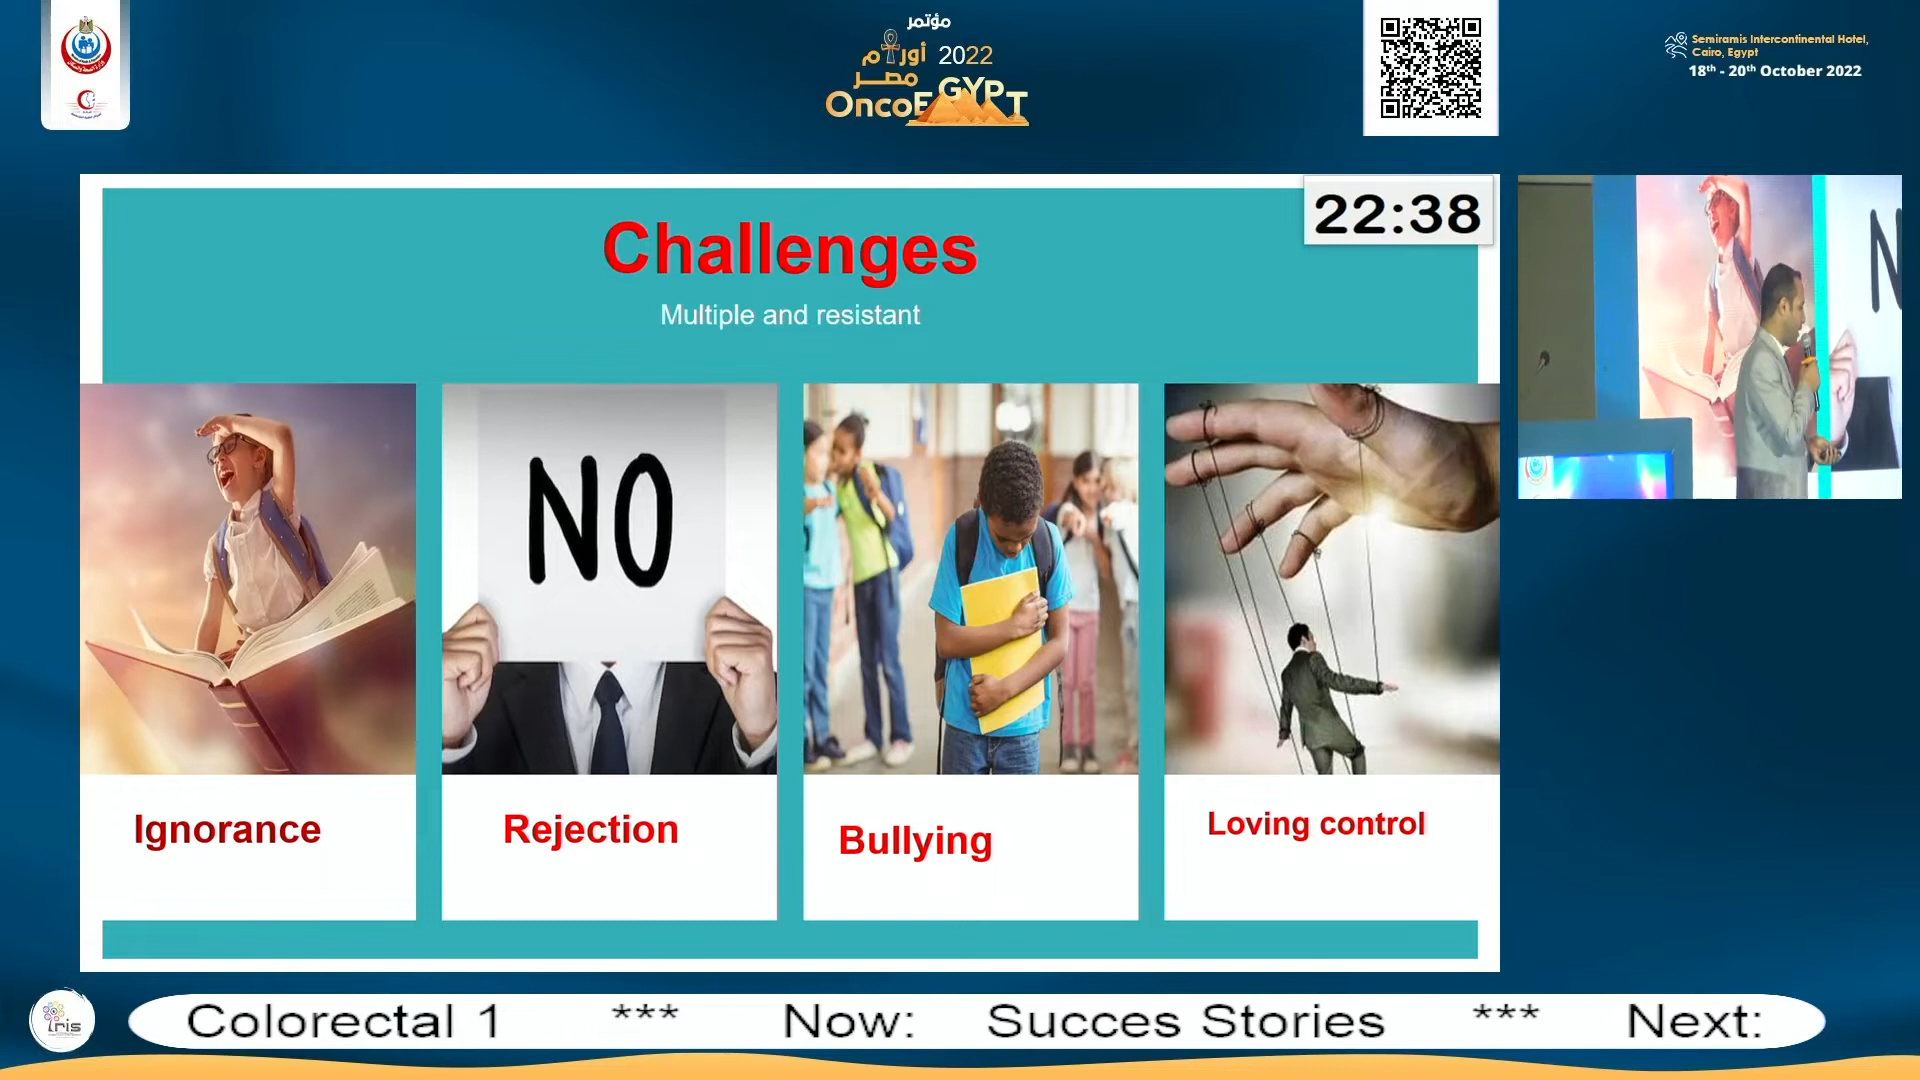 مؤتمر
أورام 2022
مصر
OncoEGYPT
Semiramis Intercontinental Hotel,
Cairo, Egypt
18th - 20th October 2022
22:38
Challenges
Multiple and resistant
NO
Ignorance
Rejection
Bullying
Loving control
iris
Colorectal 1 *** Now: Succes Stories *** Next: